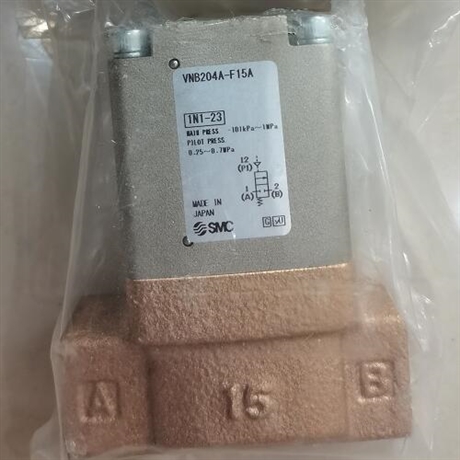 VNB204A-F15A
1N1-23
MAIN PRESS. -101kPa~1MPa
PILOT PRESS.
0.25~0.7MPa
12
(P1)
1 2
(A) (B)
MADE IN
JAPAN
SMC
A 15 B